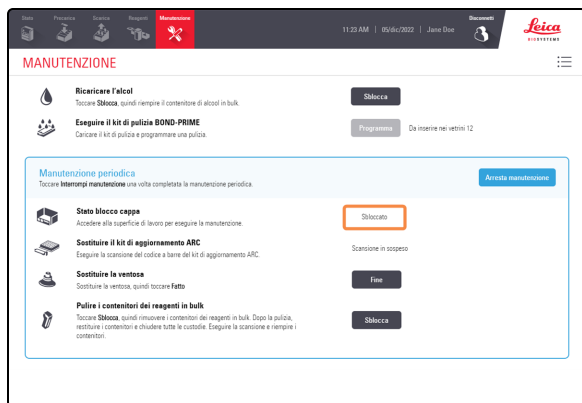 Stato Precarica Scarica Reagenti Manutenzione
11:23 AM | 05/dic/2022 | Jane Doe
Disconnetti
Leica
BIOSYSTEMS
MANUTENZIONE
Ricaricare l'alcol
Toccare Sblocca, quindi riempire il contenitore di alcool in bulk.
Sblocca
Eseguire il kit di pulizia BOND-PRIME
Caricare il kit di pulizia e programmare una pulizia.
Programma
Da inserire nei vetrini 12
Manutenzione periodica
Toccare Interrompi manutenzione una volta completata la manutenzione periodica.
Arresta manutenzione
Stato blocco cappa
Accedere alla superficie di lavoro per eseguire la manutenzione.
Sbloccato
Sostituire il kit di aggiornamento ARC
Eseguire la scansione del codice a barre del kit di aggiornamento ARC.
Scansione in sospeso
Sostituire la ventosa
Sostituire la ventosa, quindi toccare Fatto
Fine
Pulire i contenitori dei reagenti in bulk
Toccare Sblocca, quindi rimuovere i contenitori dei reagenti in bulk. Dopo la pulizia,
restituire i contenitori e chiudere tutte le custodie. Eseguire la scansione e riempire i
contenitori.
Sblocca